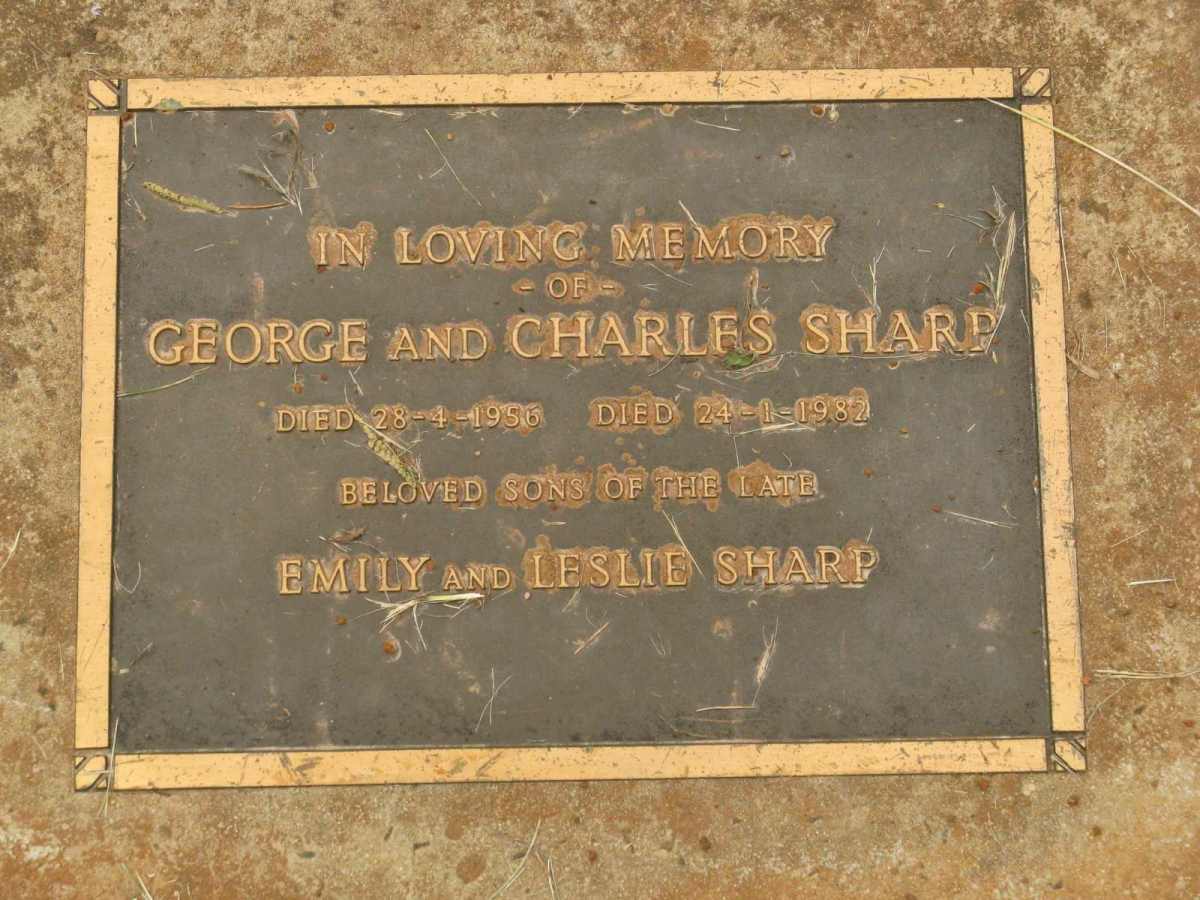 IN LOVING MEMORY
- OF -
GEORGE AND CHARLES SHARP
DIED 28-4-1956 DIED 24-1-1982
BELOVED SONS OF THE LATE
EMILY AND LESLIE SHARP